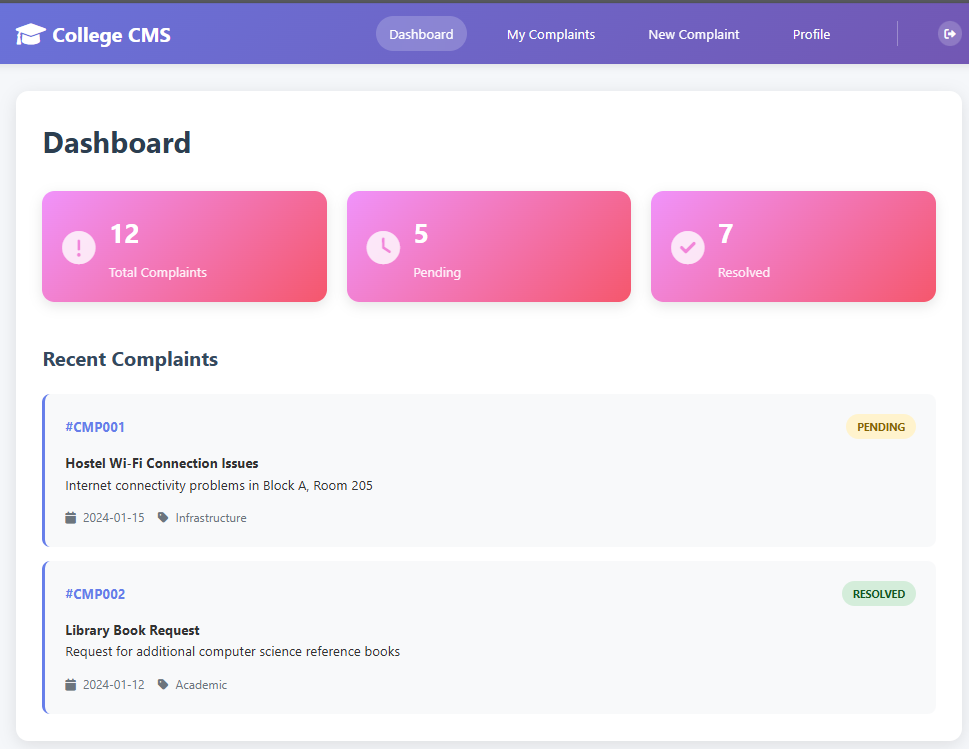 College CMS
Dashboard
My Complaints
New Complaint
Profile
Dashboard
12
Total Complaints
5
Pending
7
Resolved
Recent Complaints
#CMP001
PENDING
Hostel Wi-Fi Connection Issues
Internet connectivity problems in Block A, Room 205
2024-01-15 Infrastructure
#CMP002
RESOLVED
Library Book Request
Request for additional computer science reference books
2024-01-12 Academic